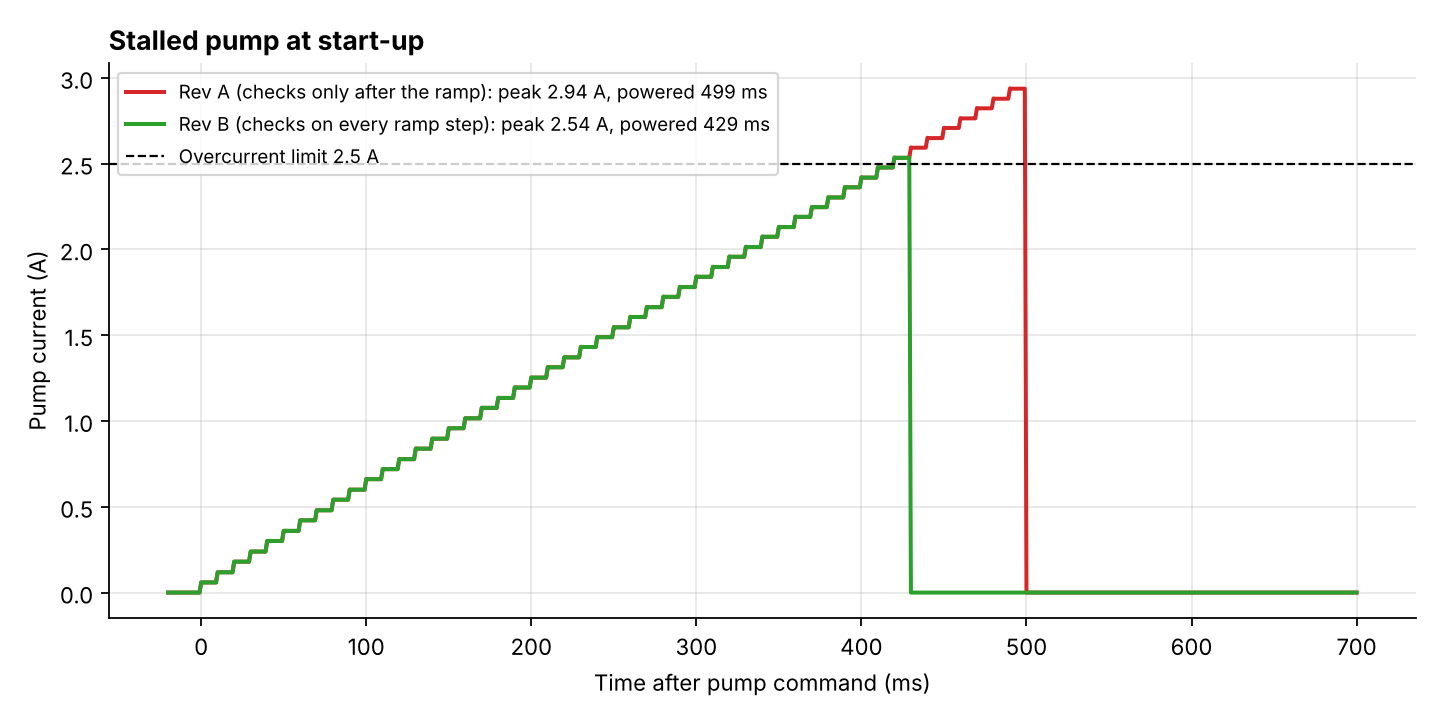 Stalled pump at start-up
Rev A (checks only after the ramp): peak 2.94 A, powered 499 ms
Rev B (checks on every ramp step): peak 2.54 A, powered 429 ms
Overcurrent limit 2.5 A
Pump current (A)
3.0
2.5
2.0
1.5
1.0
0.5
0.0
0 100 200 300 400 500 600 700
Time after pump command (ms)